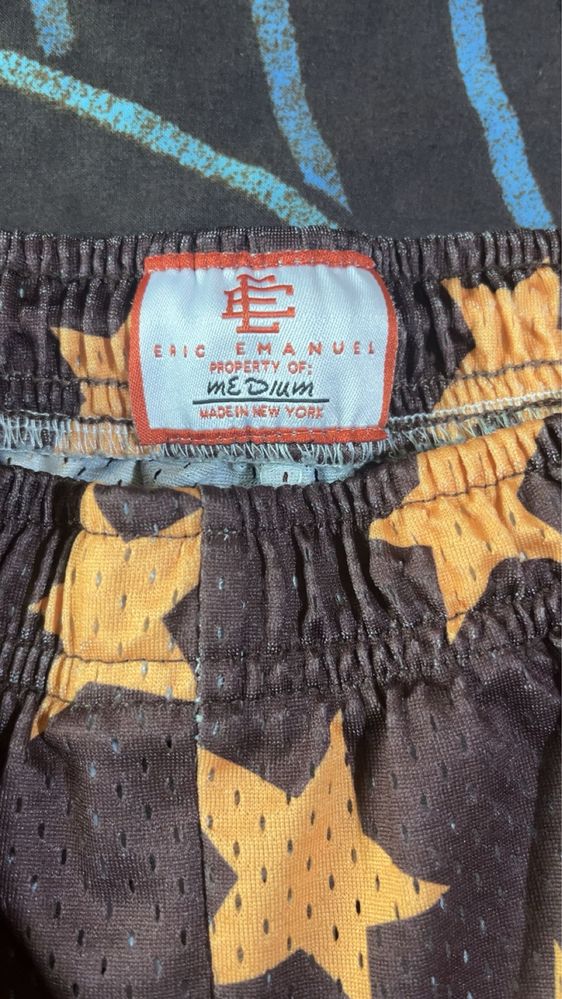 EE
ERIC EMANUEL
PROPERTY OF:
MEDIUM
MADE IN NEW YORK